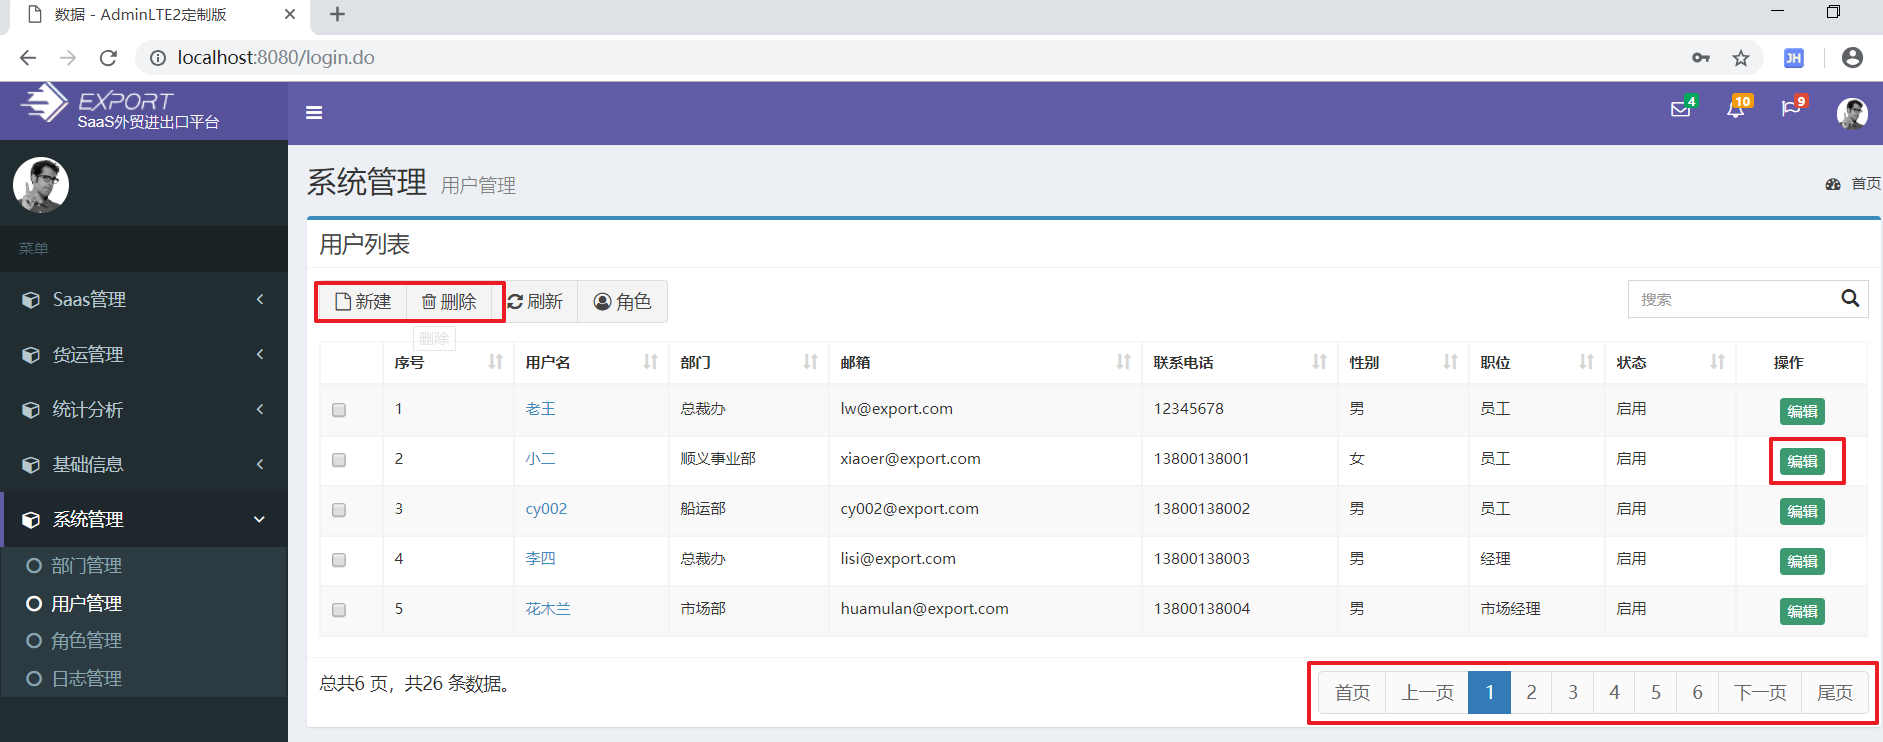 数据 - AdminLTE2定制版
localhost:8080/login.do
JH
EXPORT
SaaS外贸进出口平台
4
10
9
系统管理 用户管理
首页
菜单
Saas管理
货运管理
统计分析
基础信息
系统管理
部门管理
用户管理
角色管理
日志管理
用户列表
新建 删除 刷新 角色
搜索
删除
序号 用户名 部门 邮箱 联系电话 性别 职位 状态 操作
1 老王 总裁办 lw@export.com 12345678 男 员工 启用 编辑
2 小二 顺义事业部 xiaoer@export.com 13800138001 女 员工 启用 编辑
3 cy002 船运部 cy002@export.com 13800138002 男 员工 启用 编辑
4 李四 总裁办 lisi@export.com 13800138003 男 经理 启用 编辑
5 花木兰 市场部 huamulan@export.com 13800138004 男 市场经理 启用 编辑
总共6 页，共26 条数据。
首页 上一页 1 2 3 4 5 6 下一页 尾页